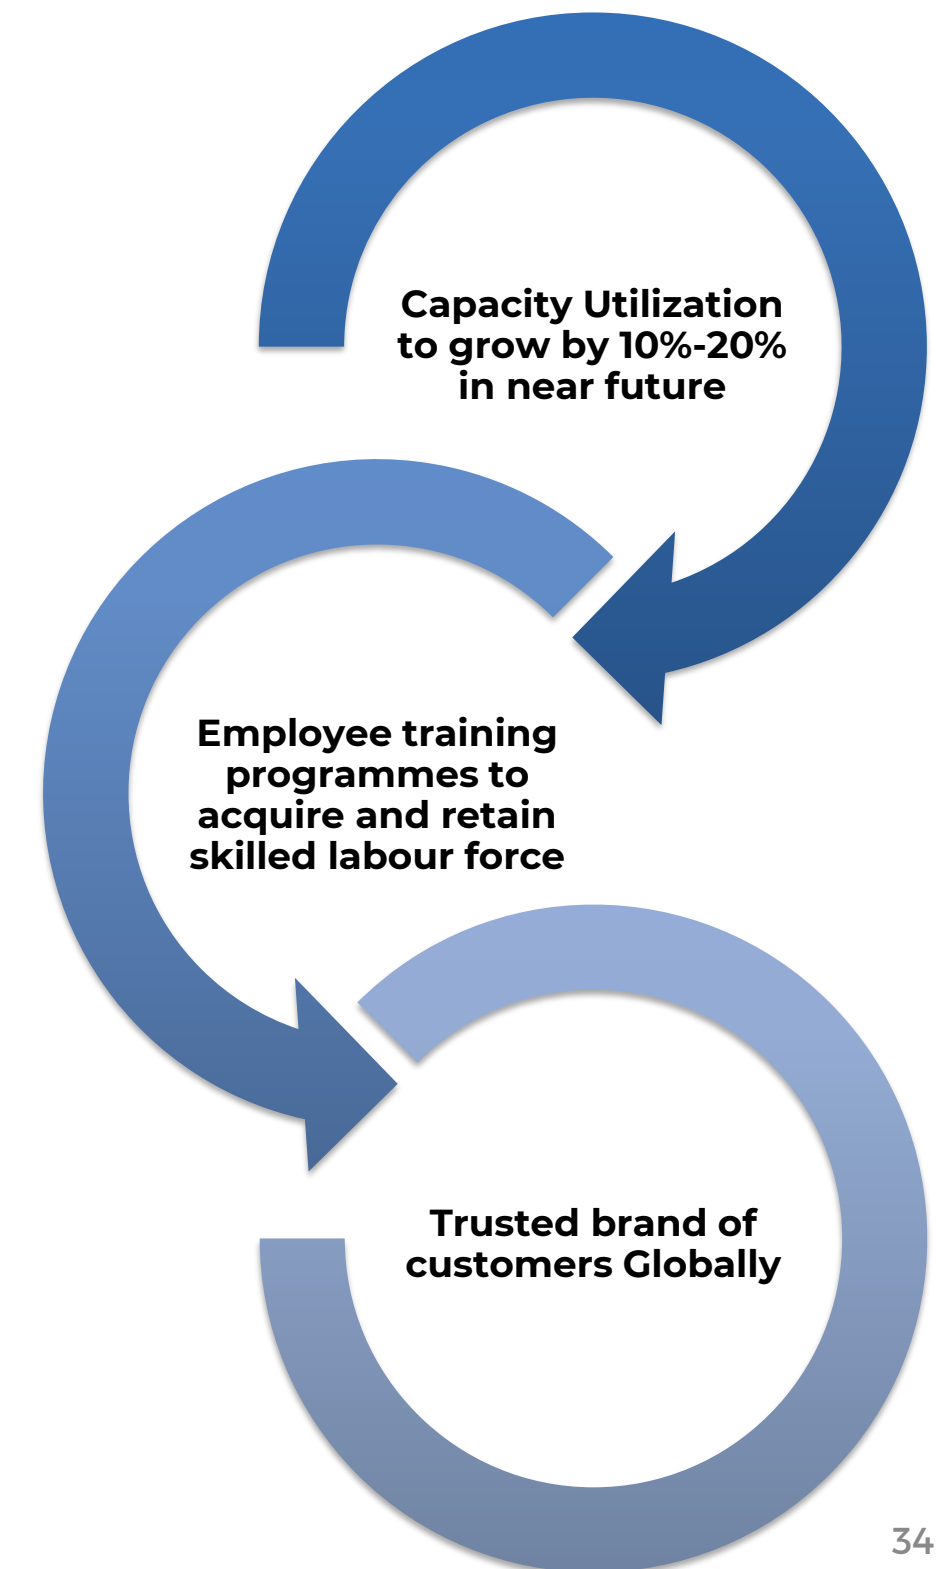 Capacity Utilization
to grow by 10%-20%
in near future
Employee training
programmes to
acquire and retain
skilled labour force
Trusted brand of
customers Globally
34